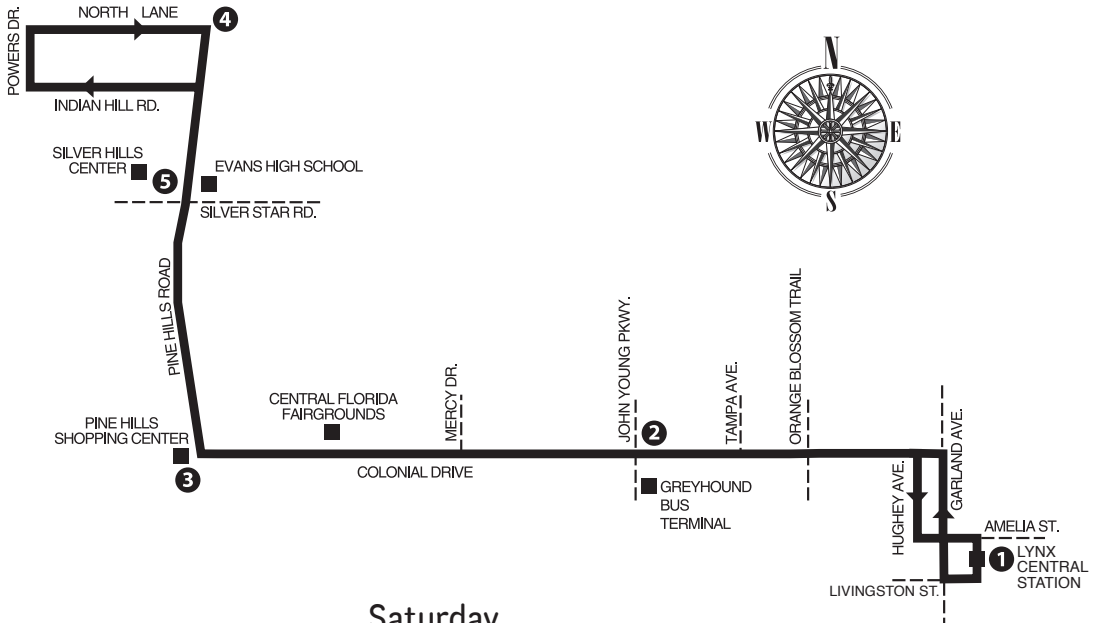 NORTH LANE
4
POWERS DR.
INDIAN HILL RD.
SILVER HILLS
CENTER
5
EVANS HIGH SCHOOL
SILVER STAR RD.
PINE HILLS ROAD
PINE HILLS
SHOPPING CENTER
3
CENTRAL FLORIDA
FAIRGROUNDS
COLONIAL DRIVE
MERCY DR.
JOHN YOUNG PKWY.
2
GREYHOUND
BUS
TERMINAL
TAMPA AVE.
ORANGE BLOSSOM TRAIL
HUGHEY AVE.
GARLAND AVE.
AMELIA ST.
1
LYNX
CENTRAL
STATION
LIVINGSTON ST.
N
W
E
S
Saturday